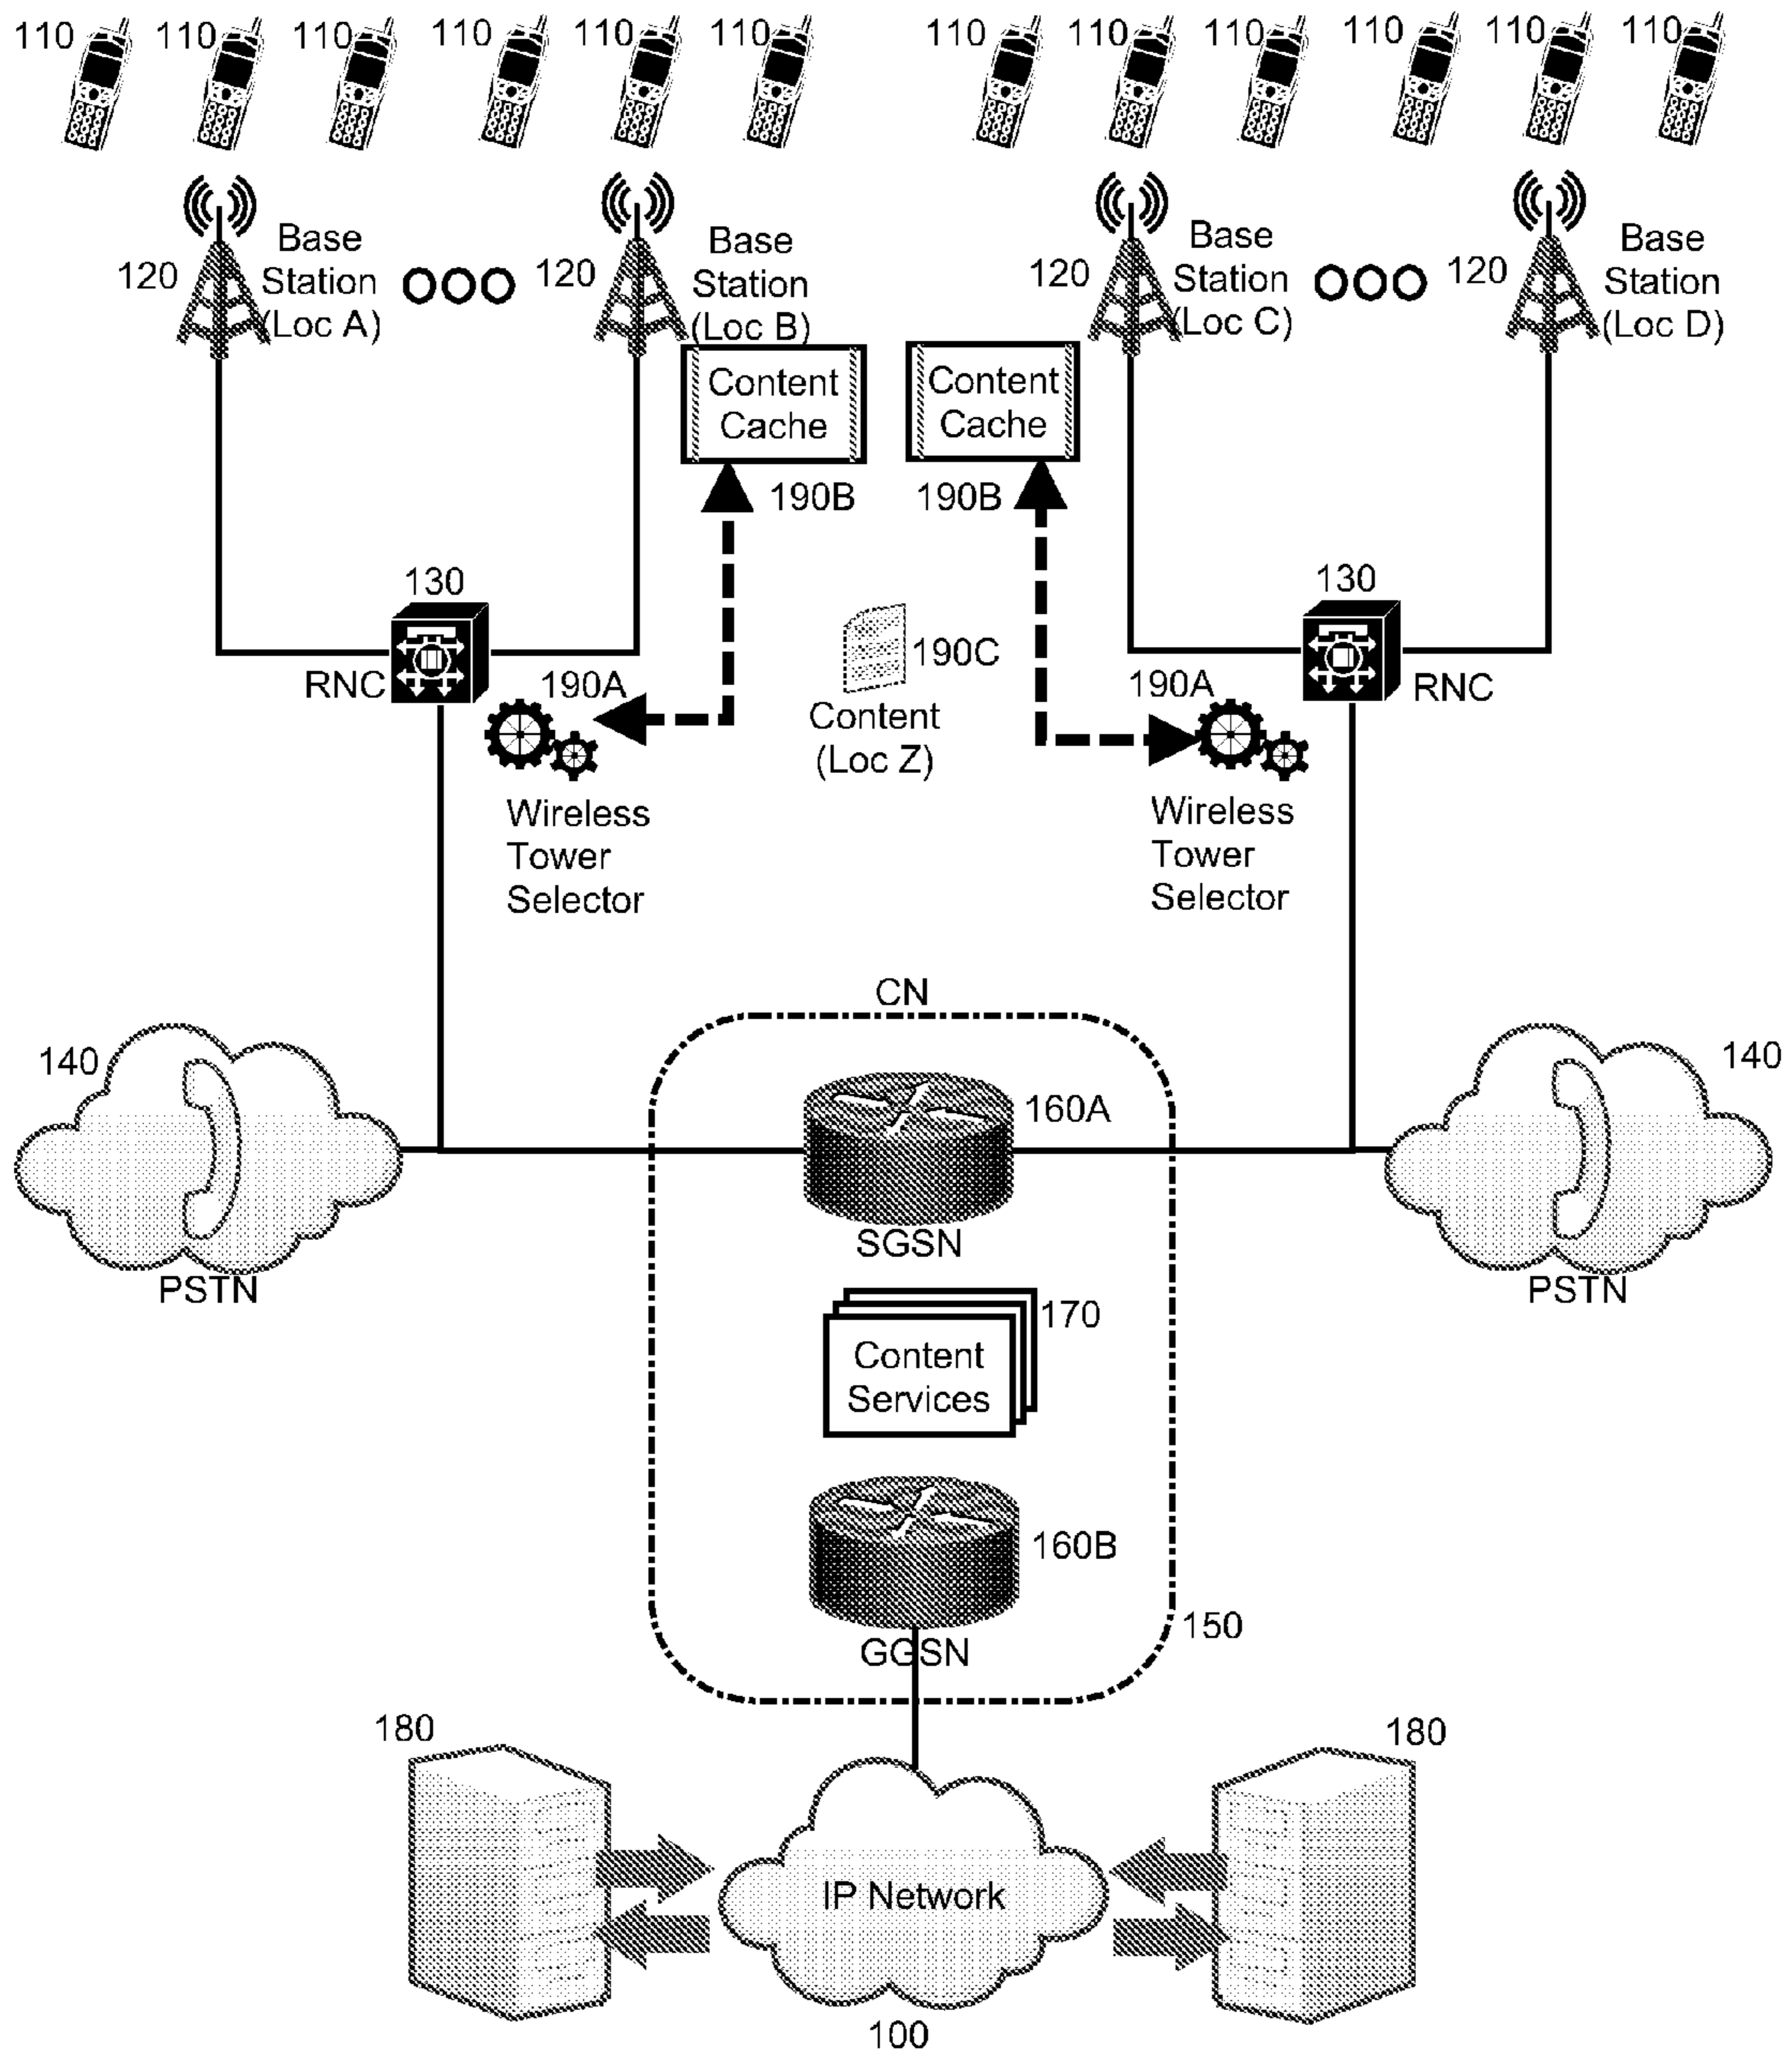 110 110 110 110 110 110 110 110 110 110 110 110
120
Base
Station
(Loc A)
120
Base
Station
(Loc B)
120
Base
Station
(Loc C)
120
Base
Station
(Loc D)
Content
Cache
190B
Content
Cache
190B
130
RNC
190A
Wireless
Tower
Selector
190C
Content
(Loc Z)
130
RNC
190A
Wireless
Tower
Selector
CN
140
PSTN
160A
SGSN
140
PSTN
170
Content
Services
160B
GGSN
150
180
180
IP Network
100